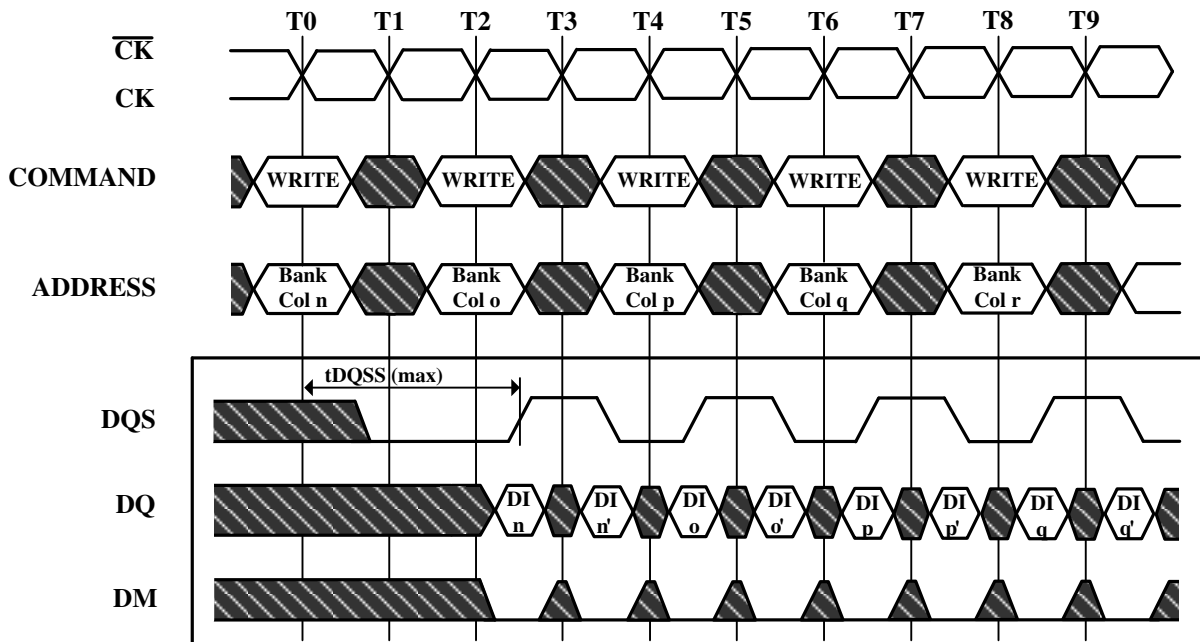 T0 T1 T2 T3 T4 T5 T6 T7 T8 T9
CK
CK
COMMAND WRITE WRITE WRITE WRITE WRITE
ADDRESS Bank Bank Bank Bank Bank
Col n Col o Col p Col q Col r
tDQSS (max)
DQS
DQ DI DI DI DI DI DI DI DI
n n' o o' p p' q q'
DM